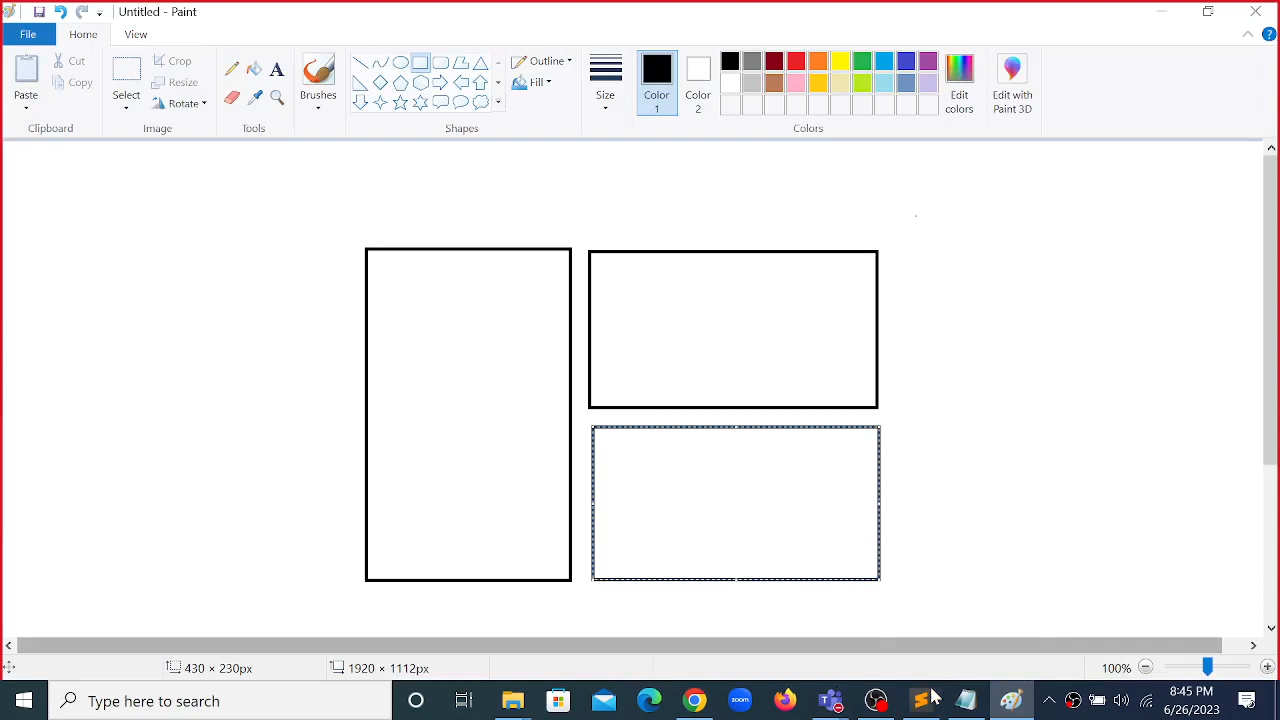 Untitled - Paint
File
Home
View
Paste
Cut
Copy
Clipboard
Select
Crop
Rotate
Image
A
Tools
Brushes
Outline
Fill
Shapes
Size
Color 1
Color 2
Colors
Edit colors
Edit with Paint 3D
?
430 × 230px
1920 × 1112px
100%
Type here to search
zoom
8:45 PM
6/26/2023